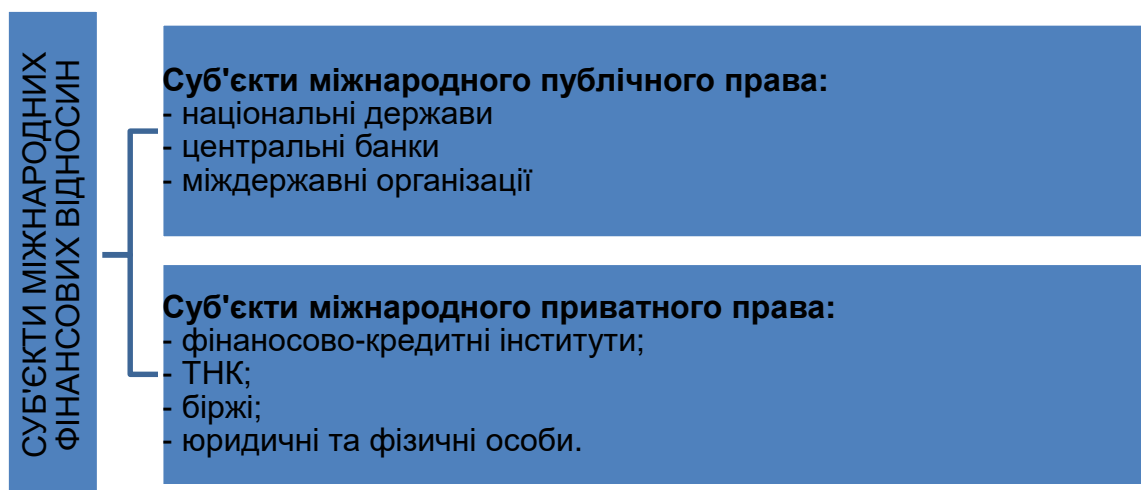 СУБ'ЄКТИ МІЖНАРОДНИХ
ФІНАНСОВИХ ВІДНОСИН
Суб'єкти міжнародного публічного права:
- національні держави
- центральні банки
- міждержавні організації
Суб'єкти міжнародного приватного права:
- фінаносово-кредитні інститути;
- ТНК;
- біржі;
- юридичні та фізичні особи.